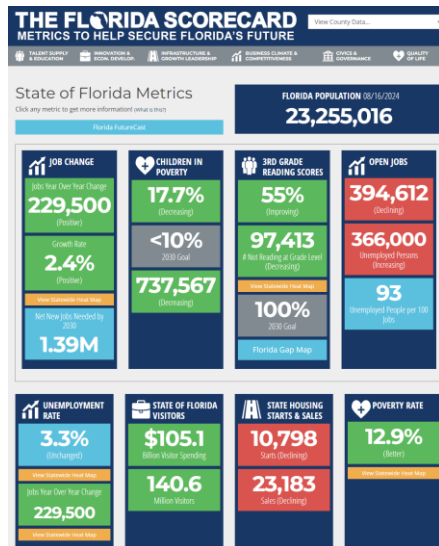 THE FLORIDA SCORECARD
METRICS TO HELP SECURE FLORIDA'S FUTURE
View County Data...
TALENT SUPPLY
& EDUCATION
INNOVATION &
ECON. DEVELOP.
INFRASTRUCTURE &
GROWTH LEADERSHIP
BUSINESS CLIMATE &
COMPETITIVENESS
CIVICS &
GOVERNANCE
QUALITY
OF LIFE
State of Florida Metrics
Click any metric to get more information! (What is this?)
Florida FutureCast
FLORIDA POPULATION 08/16/2024
23,255,016
JOB CHANGE
Jobs Year Over Year Change
229,500
(Positive)
Growth Rate
2.4%
(Positive)
View Statewide Heat Map
Net New Jobs Needed by
2030
1.39M
CHILDREN IN
POVERTY
17.7%
(Decreasing)
<10%
2030 Goal
737,567
(Decreasing)
3RD GRADE
READING SCORES
55%
(Improving)
97,413
# Not Reading at Grade Level
(Decreasing)
View Statewide Heat Map
100%
2030 Goal
Florida Gap Map
OPEN JOBS
394,612
(Declining)
366,000
Unemployed Persons
(Increasing)
93
Unemployed People per 100
Jobs
UNEMPLOYMENT
RATE
3.3%
(Unchanged)
View Statewide Heat Map
Jobs Year Over Year Change
229,500
View Statewide Heat Map
STATE OF FLORIDA
VISITORS
$105.1
Billion Visitor Spending
140.6
Million Visitors
STATE HOUSING
STARTS & SALES
10,798
Starts (Declining)
23,183
Sales (Declining)
POVERTY RATE
12.9%
(Better)
View Statewide Heat Map